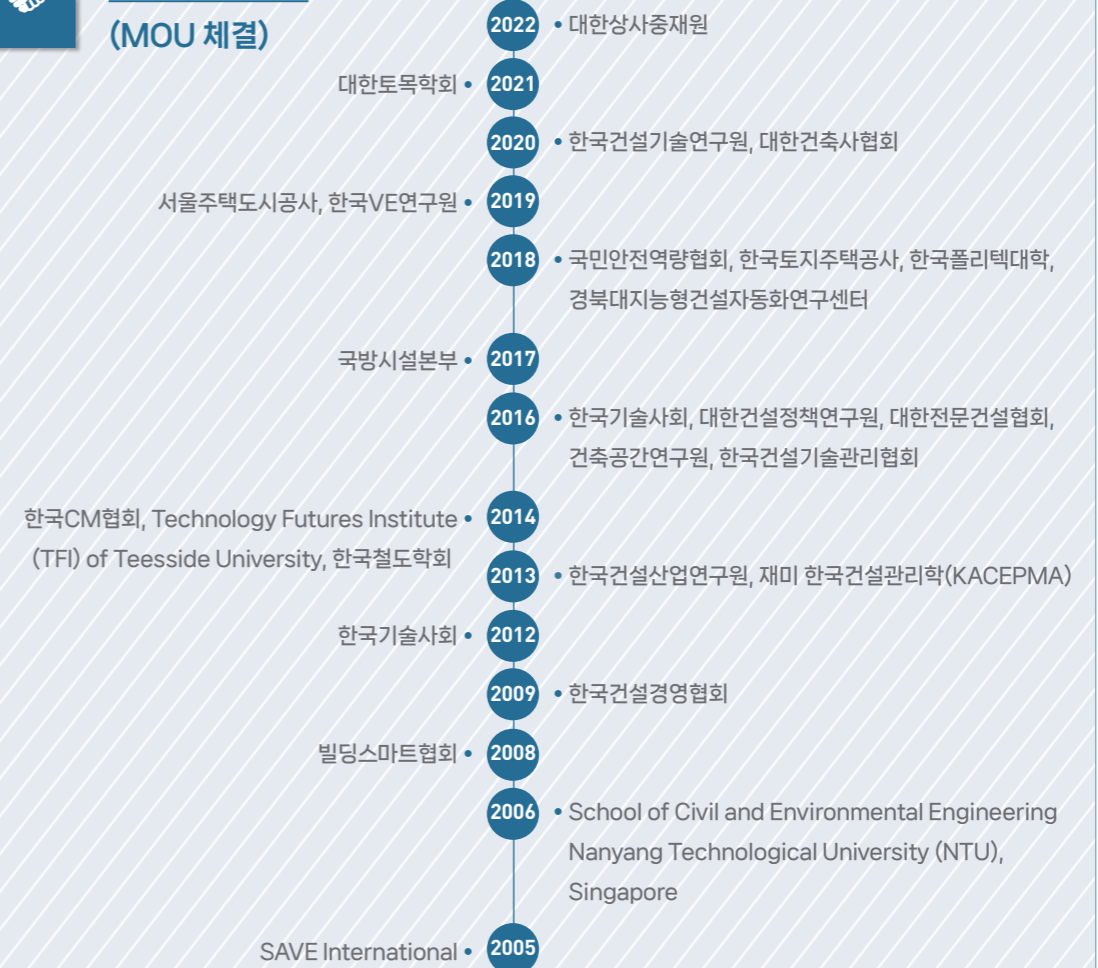 (MOU 체결)
2022 • 대한상사중재원
대한토목학회 • 2021
2020 • 한국건설기술연구원, 대한건축사협회
서울주택도시공사, 한국VE연구원 • 2019
2018 • 국민안전역량협회, 한국토지주택공사, 한국폴리텍대학,
경북대지능형건설자동화연구센터
국방시설본부 • 2017
2016 • 한국기술사회, 대한건설정책연구원, 대한전문건설협회,
건축공간연구원, 한국건설기술관리협회
한국CM협회, Technology Futures Institute • 2014
(TFI) of Teesside University, 한국철도학회
2013 • 한국건설산업연구원, 재미 한국건설관리학(KACEPMA)
한국기술사회 • 2012
2009 • 한국건설경영협회
빌딩스마트협회 • 2008
2006 • School of Civil and Environmental Engineering
Nanyang Technological University (NTU),
Singapore
SAVE International • 2005